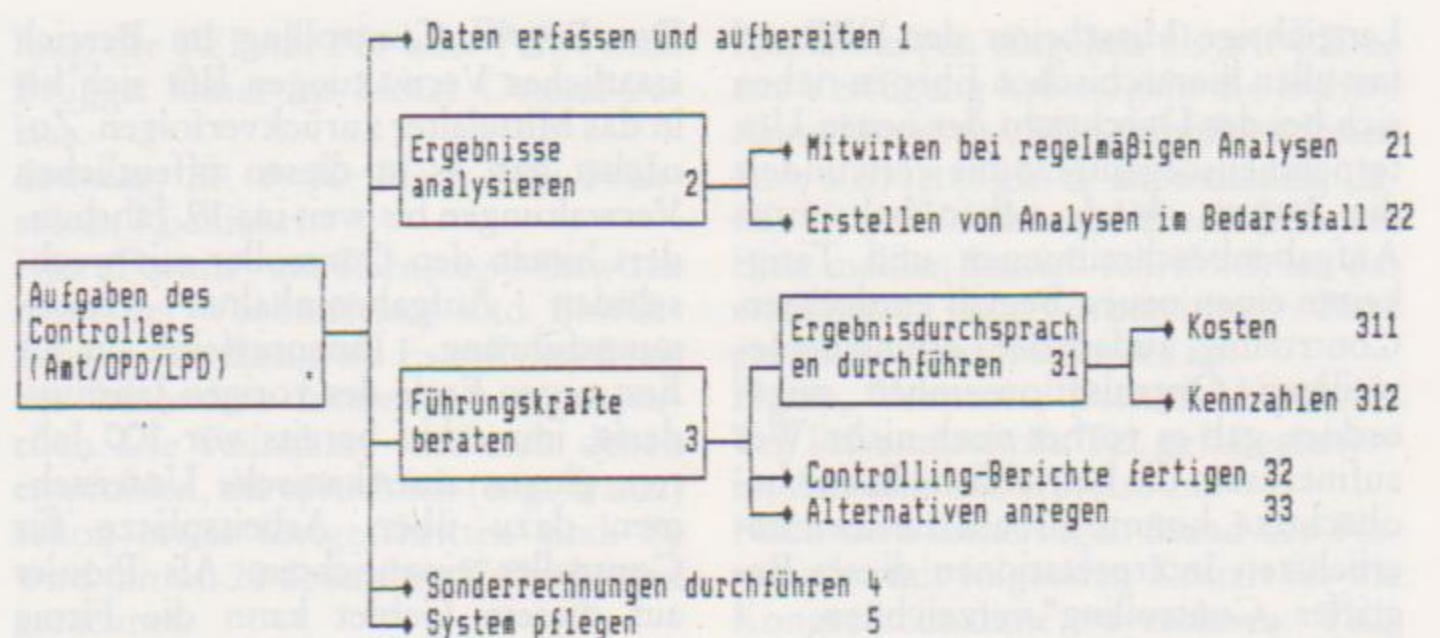 Daten erfassen und aufbereiten 1
Ergebnisse
analysieren 2
Mitwirken bei regelmäßigen Analysen 21
Erstellen von Analysen im Bedarfsfall 22
Aufgaben des
Controllers
(Amt/OPD/LPD)
Führungskräfte
beraten 3
Ergebnisdurchsprach
en durchführen 31
Kosten 311
Kennzahlen 312
Controlling-Berichte fertigen 32
Alternativen anregen 33
Sonderrechnungen durchführen 4
System pflegen 5